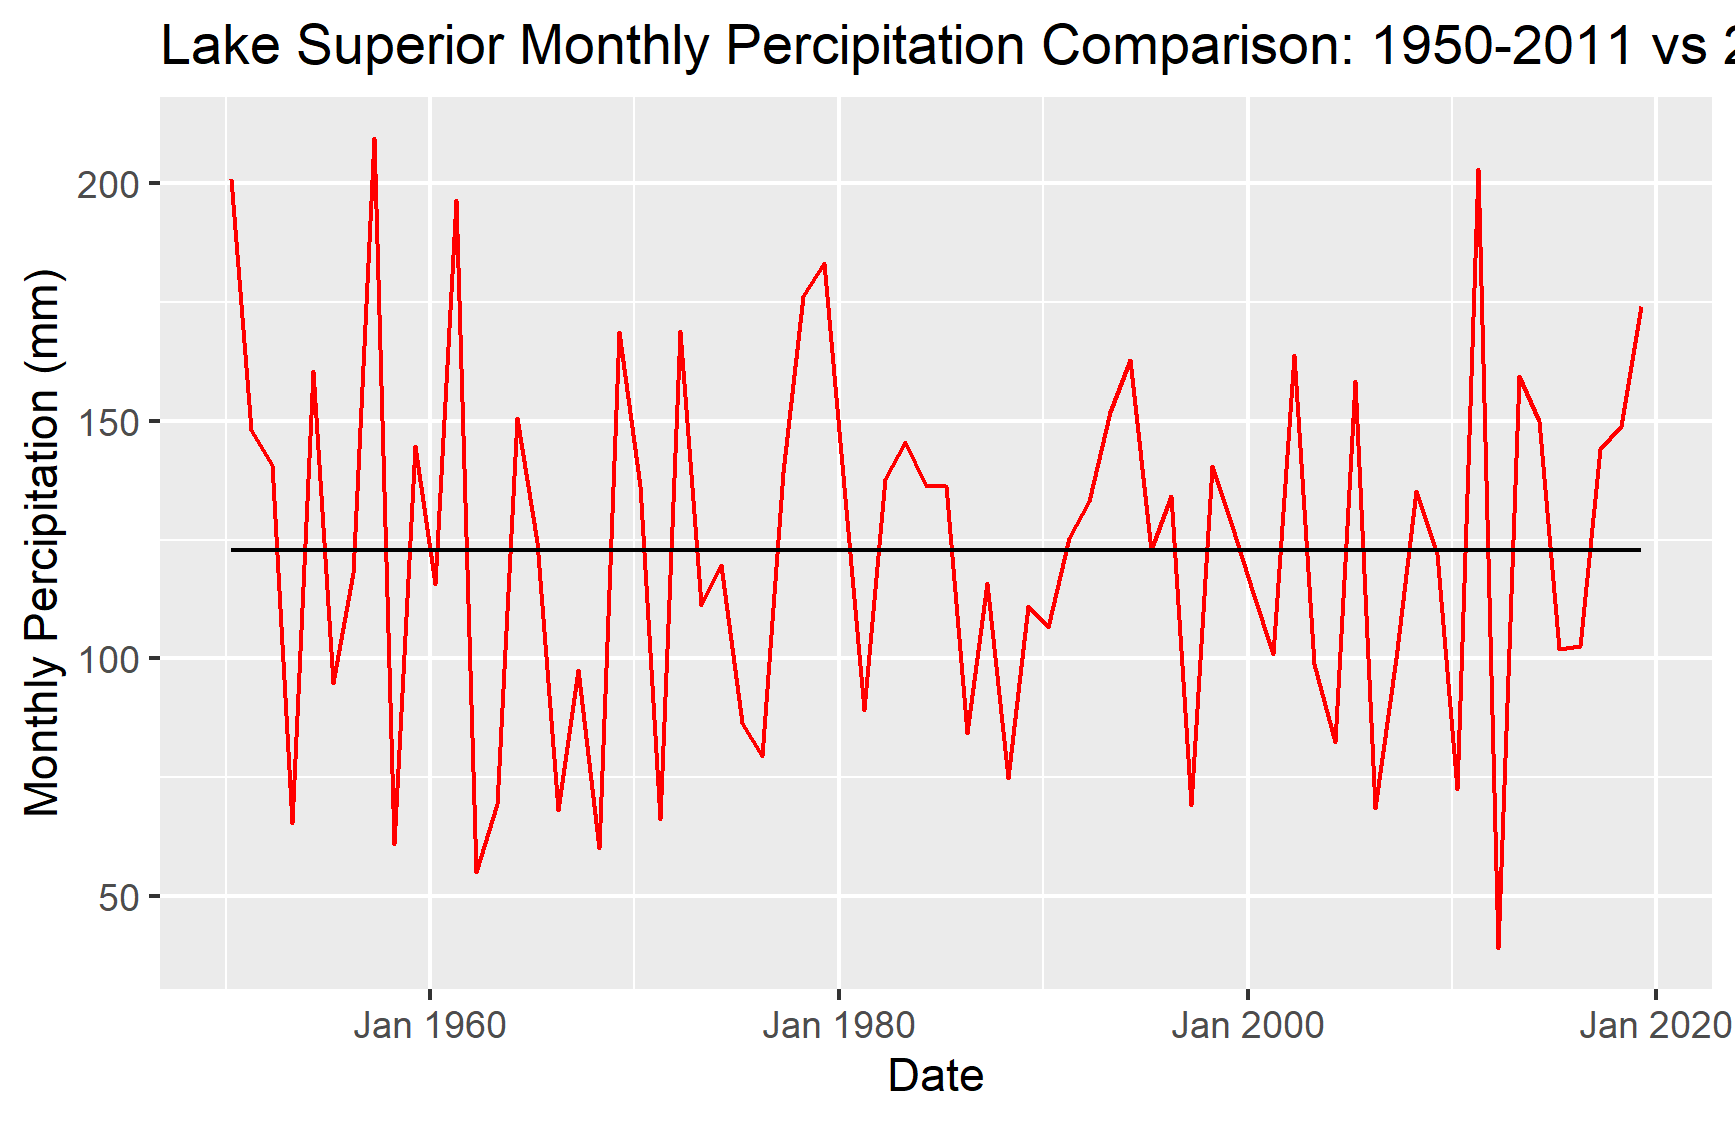 Lake Superior Monthly Percipitation Comparison: 1950-2011 vs 2
Monthly Percipitation (mm)
200
150
100
50
Jan 1960
Jan 1980
Jan 2000
Jan 2020
Date